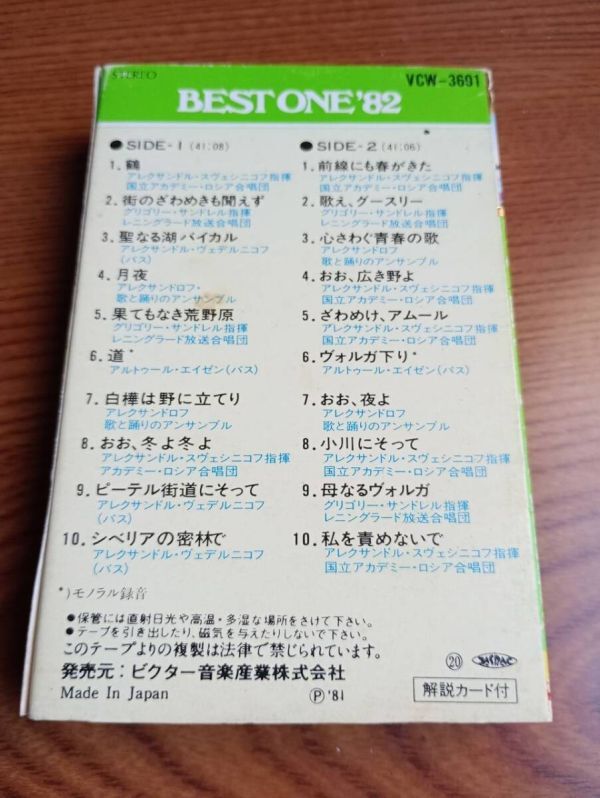 STEREO
VCW-3691
BEST ONE '82
●SIDE-1 (41:08)
1. 鶴
アレクサンドル・スヴェシニコフ指揮
国立アカデミー・ロシア合唱団
2. 街のざわめきも聞えず
グリゴリー・サンドレル指揮
レニングラード放送合唱団
3. 聖なる湖バイカル
アレクサンドル・ヴェデルニコフ
(バス)
4. 月夜
アレクサンドロフ・
歌と踊りのアンサンブル
5. 果てもなき荒野原
グリゴリー・サンドレル指揮
レニングラード放送合唱団
6. 道*
アルトゥール・エイゼン(バス)
7. 白樺は野に立てり
アレクサンドロフ
歌と踊りのアンサンブル
8. おお、冬よ冬よ
アレクサンドル・スヴェシニコフ指揮
アカデミー・ロシア合唱団
9. ピーテル街道にそって
アレクサンドル・ヴェデルニコフ
(バス)
10. シベリアの密林で
アレクサンドル・ヴェデルニコフ
(バス)
●SIDE-2 (41:06)
1. 前線にも春がきた
アレクサンドル・スヴェシニコフ指揮
国立アカデミー・ロシア合唱団
2. 歌え、グースリー
グリゴリー・サンドレル指揮
レニングラード放送合唱団
3. 心さわぐ青春の歌
アレクサンドロフ
歌と踊りのアンサンブル
4. おお、広き野よ
アレクサンドル・スヴェシニコフ指揮
国立アカデミー・ロシア合唱団
5. ざわめけ、アムール
アレクサンドル・スヴェシニコフ指揮
国立アカデミー・ロシア合唱団
6. ヴォルガ下り*
アルトゥール・エイゼン(バス)
7. おお、夜よ
アレクサンドロフ
歌と踊りのアンサンブル
8. 小川にそって
アレクサンドル・スヴェシニコフ指揮
国立アカデミー・ロシア合唱団
9. 母なるヴォルガ
グリゴリー・サンドレル指揮
レニングラード放送合唱団
10. 私を責めないで
アレクサンドル・スヴェシニコフ指揮
国立アカデミー・ロシア合唱団
*)モノラル録音
●保管には直射日光や高温・多湿な場所をさけて下さい。
●テープを引き出したり、磁気を与えたりしないで下さい。
このテープよりの複製は法律で禁じられています。
発売元：ビクター音楽産業株式会社
Made In Japan
Ⓟ'81
⑳
解説カード付